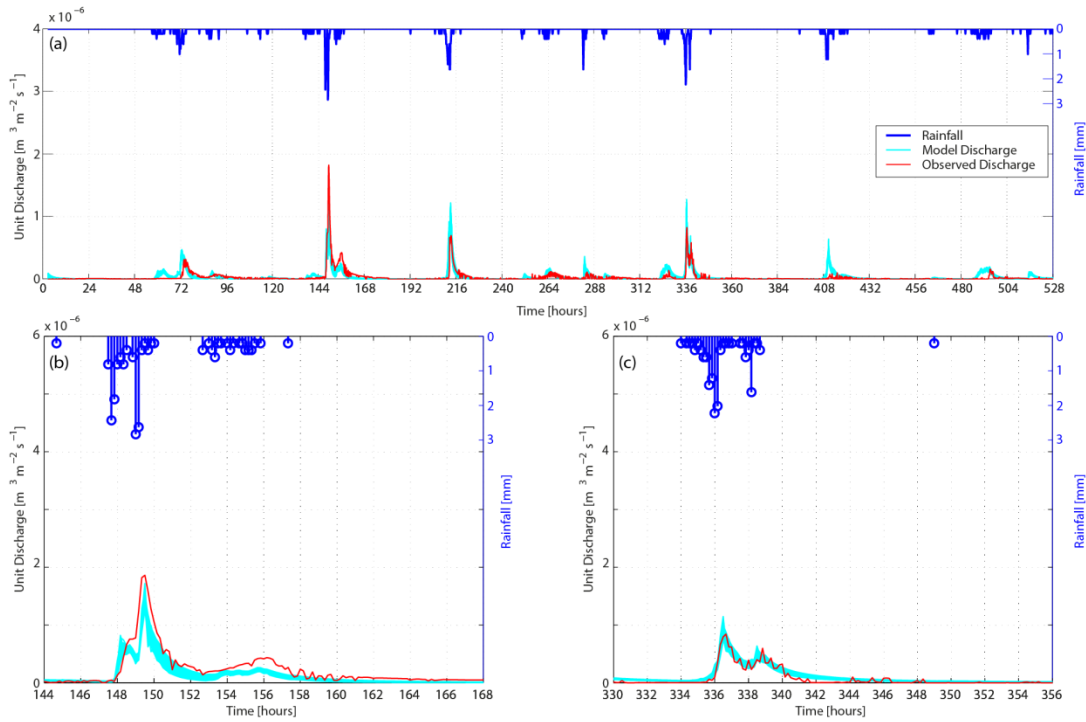 x 10⁻⁶
(a)
4
3
2
1
0
Unit Discharge [m³ m⁻² s⁻¹]
0
1
2
3
Rainfall [mm]
Rainfall
Model Discharge
Observed Discharge
0 24 48 72 96 120 144 168 192 216 240 264 288 312 336 360 384 408 432 456 480 504 528
Time [hours]
x 10⁻⁶
(b)
6
4
2
0
Unit Discharge [m³ m⁻² s⁻¹]
0
1
2
3
Rainfall [mm]
144 148 150 152 154 156 158 160 162 164 166 168
Time [hours]
x 10⁻⁶
(c)
6
4
2
0
Unit Discharge [m³ m⁻² s⁻¹]
0
1
2
3
Rainfall [mm]
330 334 336 338 340 342 344 346 348 350 352 354 356
Time [hours]